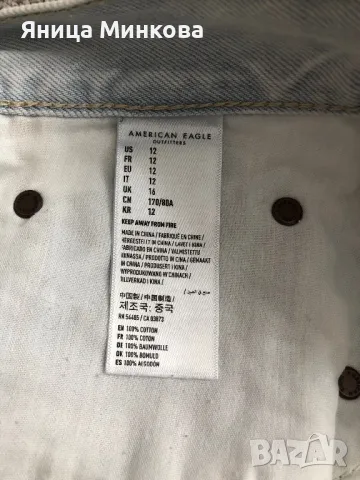 Яница Минкова
AMERICAN EAGLE
OUTFITTERS
US 12
FR 12
EU 12
IT 12
UK 16
CN 170/80A
KR 12
KEEP AWAY FROM FIRE
MADE IN CHINA / FABRIQUÉ EN CHINE /
HERGESTELLT IN CHINA / LAVET I KINA /
FABRICADO EN CHINA / VALMISTETTU
KIINASSA / PRODOTTO IN CINA / GEMAAKT
IN CHINA / PRODUSERT I KINA /
WYPRODUKOWANO W CHINACH /
TILLVERKAD I KINA /
中国製 / 中国制造 /
제조국: 중국
RN 54485 / CA 03873
EN 100% COTTON
FR 100% COTON
DE 100% BAUMWOLLE
DK 100% BOMULD
ES 100% ALGODÓN
BAZAR